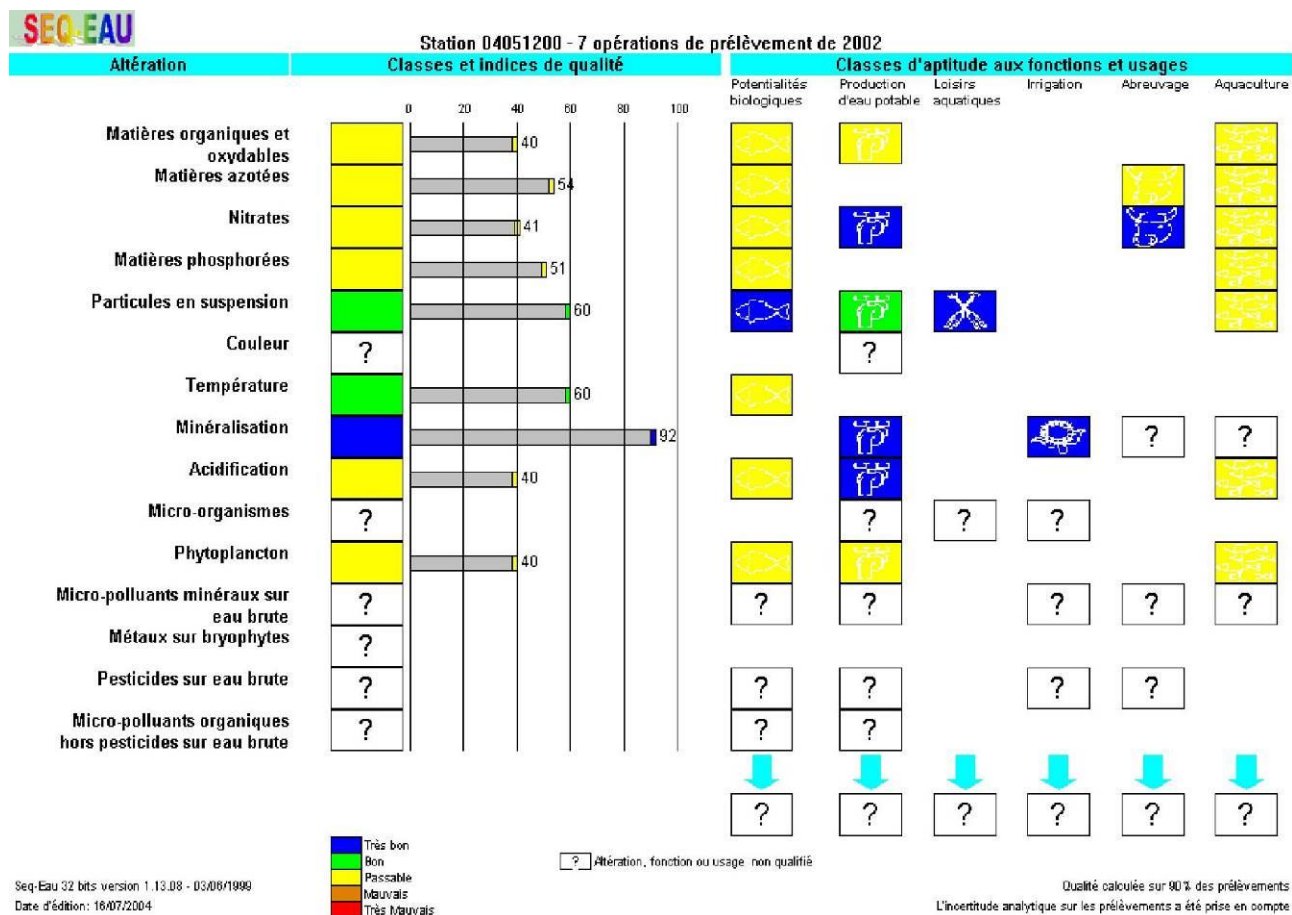 SEQ-EAU
Station 04051200 - 7 opérations de prélèvement de 2002
Altération
Classes et indices de qualité
Classes d'aptitude aux fonctions et usages
Potentialités biologiques
Production d'eau potable
Loisirs aquatiques
Irrigation
Abreuvage
Aquaculture
0 20 40 60 80 100
Matières organiques et
oxydables
40
Matières azotées
54
Nitrates
41
Matières phosphorées
51
Particules en suspension
60
Couleur
? ?
Température
60
Minéralisation
92 ? ?
Acidification
40
Micro-organismes
? ? ? ?
Phytoplancton
40
Micro-polluants minéraux sur
eau brute
? ? ? ? ? ?
Métaux sur bryophytes
?
Pesticides sur eau brute
? ? ? ? ?
Micro-polluants organiques
hors pesticides sur eau brute
? ? ?
? ? ? ? ? ?
Très bon
Bon
Passable
Mauvais
Très Mauvais
? Altération, fonction ou usage non qualifié
Seq-Eau 32 bits version 1.13.08 - 03/06/1999
Date d'édition: 16/07/2004
Qualité calculée sur 90 % des prélèvements
L'incertitude analytique sur les prélèvements a été prise en compte